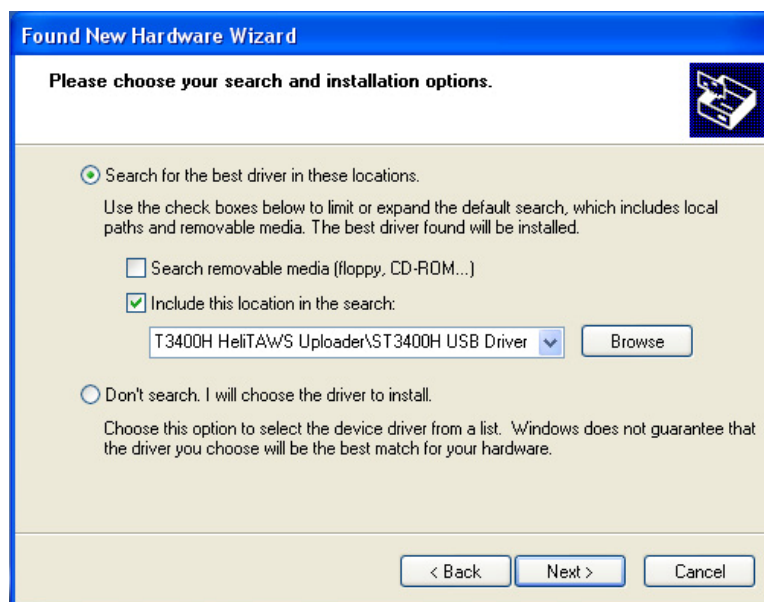 Found New Hardware Wizard
Please choose your search and installation options.
Search for the best driver in these locations.
Use the check boxes below to limit or expand the default search, which includes local
paths and removable media. The best driver found will be installed.
Search removable media (floppy, CD-ROM...)
Include this location in the search:
T3400H HeliTAWS Uploader\ST3400H USB Driver
Browse
Don't search. I will choose the driver to install.
Choose this option to select the device driver from a list. Windows does not guarantee that
the driver you choose will be the best match for your hardware.
< Back Next > Cancel